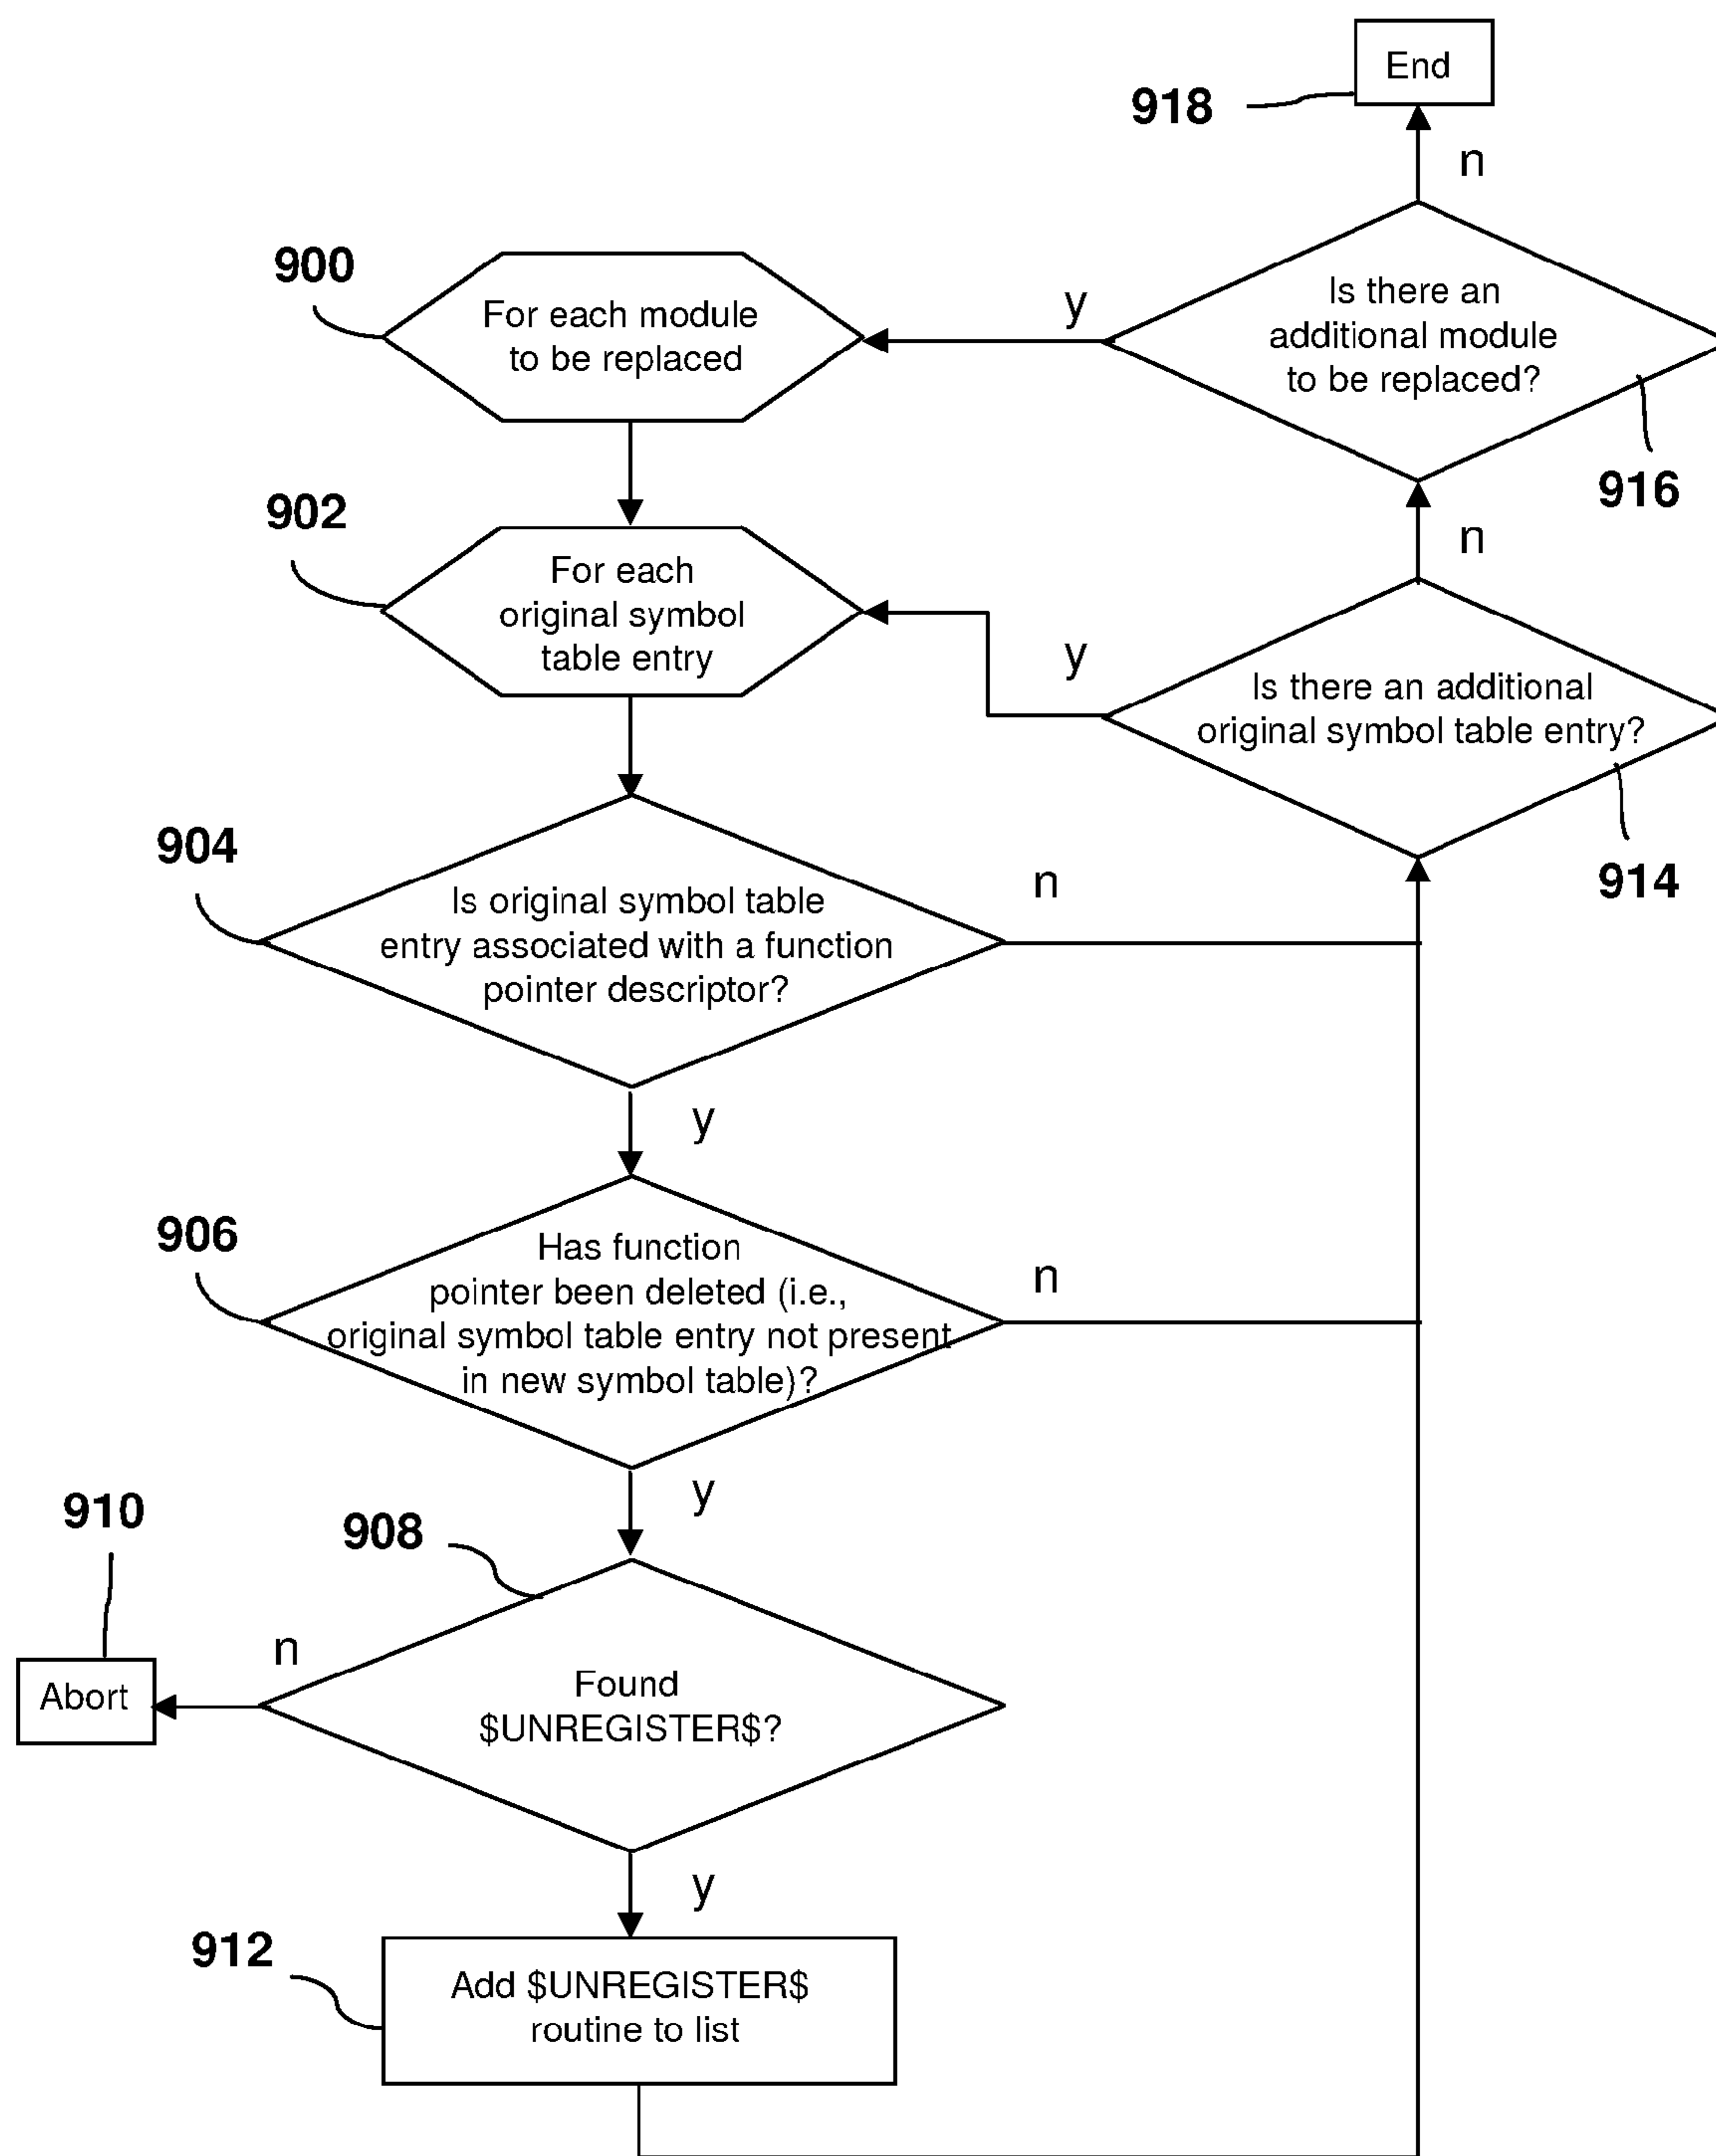 End
918
n
900
For each module
to be replaced
y
Is there an
additional module
to be replaced?
916
902
For each
original symbol
table entry
n
y
Is there an additional
original symbol table entry?
914
904
Is original symbol table
entry associated with a function
pointer descriptor?
n
y
906
Has function
pointer been deleted (i.e.,
original symbol table entry not present
in new symbol table)?
n
y
910
908
n
Abort
Found
$UNREGISTER$?
y
912
Add $UNREGISTER$
routine to list